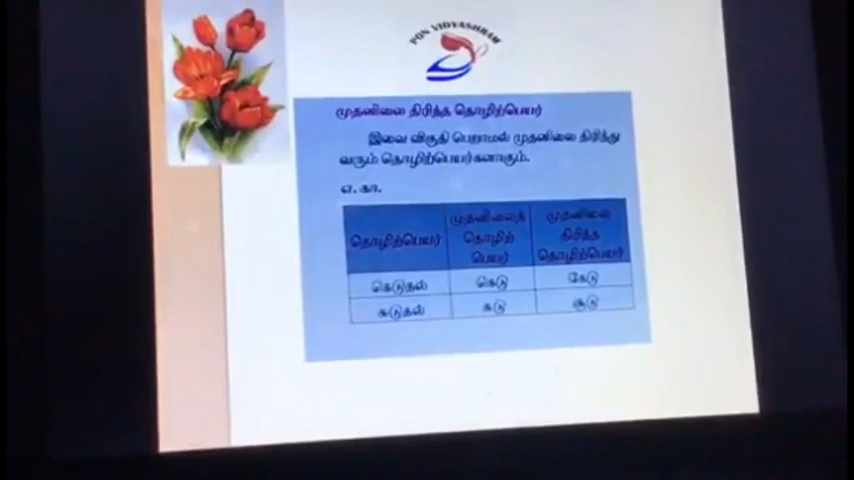 PON VIDYASHRAM
முதனிலை திரிந்த தொழிற்பெயர்
இவை விகுதி பெறாமல் முதனிலை திரிந்து
வரும் தொழிற்பெயர்களாகும்.
எ. கா.
தொழிற்பெயர்
முதனிலைத்
தொழிற்
பெயர்
முதனிலை
திரிந்த
தொழிற்பெயர்
கெடுதல் கெடு கேடு
சுடுதல் சுடு சூடு